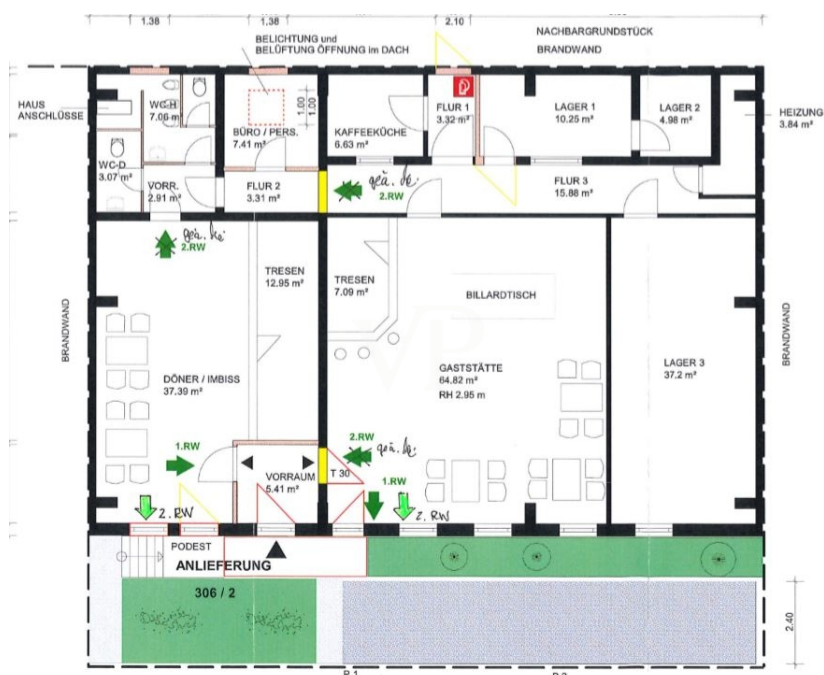 1.38
1,38
2.10
BELICHTUNG und
BELÜFTUNG ÖFFNUNG im DACH
NACHBARGRUNDSTÜCK
BRANDWAND
HAUS
ANSCHLÜSSE
WC-H
7.06 m²
1.00
1.00
BÜRO / PERS.
7.41 m²
KAFFEEKÜCHE
6.63 m²
FLUR 1
3.32 m²
LAGER 1
10.25 m²
LAGER 2
4.98 m²
HEIZUNG
3.84 m²
WC-D
3.07 m²
VORR.
2.91 m²
FLUR 2
3.31 m²
2.RW
FLUR 3
15.88 m²
2.RW
TRESEN
12.95 m²
TRESEN
7.09 m²
BILLARDTISCH
BRANDWAND
BRANDWAND
DÖNER / IMBISS
37.39 m²
GASTSTÄTTE
64.82 m²
RH 2.95 m
LAGER 3
37.2 m²
VP
1.RW
2.RW
VORRAUM
5.41 m²
T 30
1.RW
2. RW
2. RW
PODEST
ANLIEFERUNG
306 / 2
2.40